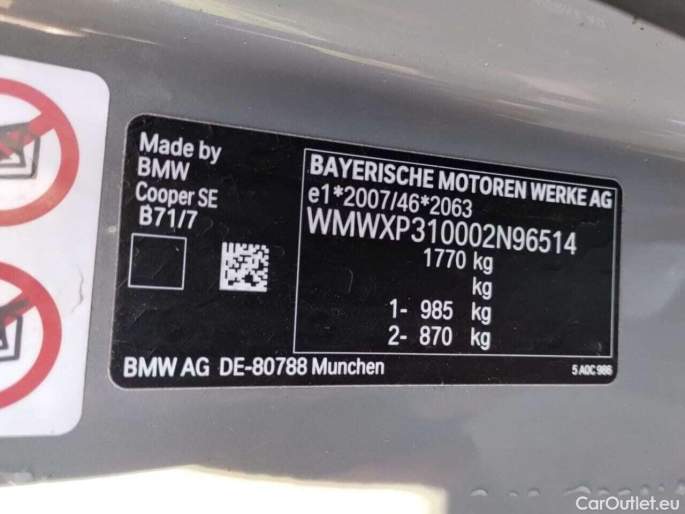 Made by
BMW
Cooper SE
B71/7
BAYERISCHE MOTOREN WERKE AG
e1*2007/46*2063
WMWXP310002N96514
1770 kg
kg
1- 985 kg
2- 870 kg
BMW AG DE-80788 Munchen
5 A0C 986
CarOutlet.eu